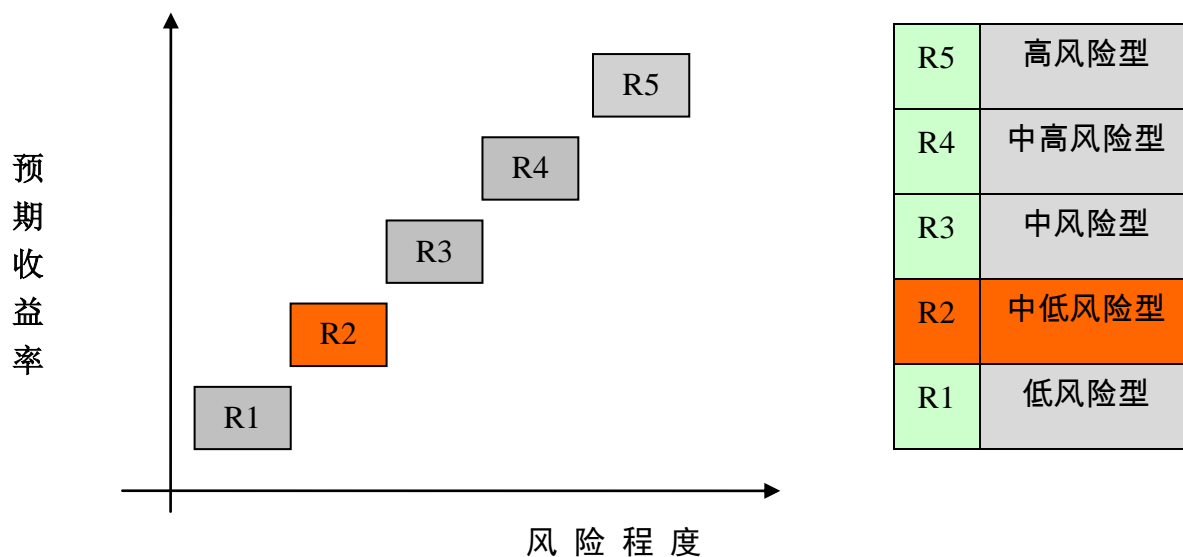 预期收益率
R5
R4
R3
R2
R1
风险程度
R5 高风险型
R4 中高风险型
R3 中风险型
R2 中低风险型
R1 低风险型